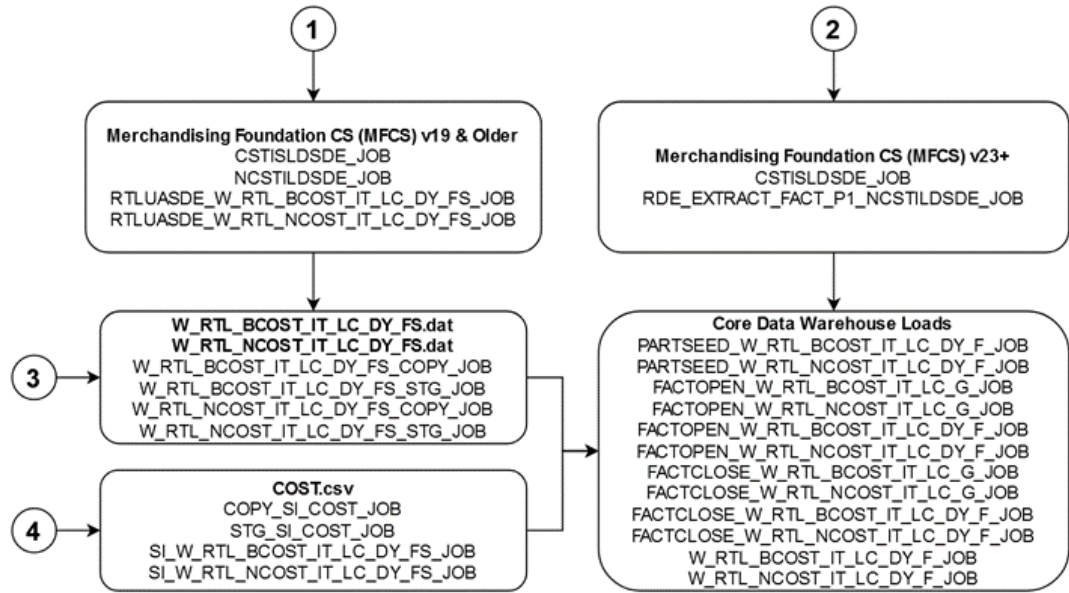 1
2
Merchandising Foundation CS (MFCS) v19 & Older
CSTISLDSDE_JOB
NCSTILDSDE_JOB
RTLUASDE_W_RTL_BCOST_IT_LC_DY_FS_JOB
RTLUASDE_W_RTL_NCOST_IT_LC_DY_FS_JOB
Merchandising Foundation CS (MFCS) v23+
CSTISLDSDE_JOB
RDE_EXTRACT_FACT_P1_NCSTILDSDE_JOB
3
W_RTL_BCOST_IT_LC_DY_FS.dat
W_RTL_NCOST_IT_LC_DY_FS.dat
W_RTL_BCOST_IT_LC_DY_FS_COPY_JOB
W_RTL_BCOST_IT_LC_DY_FS_STG_JOB
W_RTL_NCOST_IT_LC_DY_FS_COPY_JOB
W_RTL_NCOST_IT_LC_DY_FS_STG_JOB
4
COST.csv
COPY_SI_COST_JOB
STG_SI_COST_JOB
SI_W_RTL_BCOST_IT_LC_DY_FS_JOB
SI_W_RTL_NCOST_IT_LC_DY_FS_JOB
Core Data Warehouse Loads
PARTSEED_W_RTL_BCOST_IT_LC_DY_F_JOB
PARTSEED_W_RTL_NCOST_IT_LC_DY_F_JOB
FACTOPEN_W_RTL_BCOST_IT_LC_G_JOB
FACTOPEN_W_RTL_NCOST_IT_LC_G_JOB
FACTOPEN_W_RTL_BCOST_IT_LC_DY_F_JOB
FACTOPEN_W_RTL_NCOST_IT_LC_DY_F_JOB
FACTCLOSE_W_RTL_BCOST_IT_LC_G_JOB
FACTCLOSE_W_RTL_NCOST_IT_LC_G_JOB
FACTCLOSE_W_RTL_BCOST_IT_LC_DY_F_JOB
FACTCLOSE_W_RTL_NCOST_IT_LC_DY_F_JOB
W_RTL_BCOST_IT_LC_DY_F_JOB
W_RTL_NCOST_IT_LC_DY_F_JOB